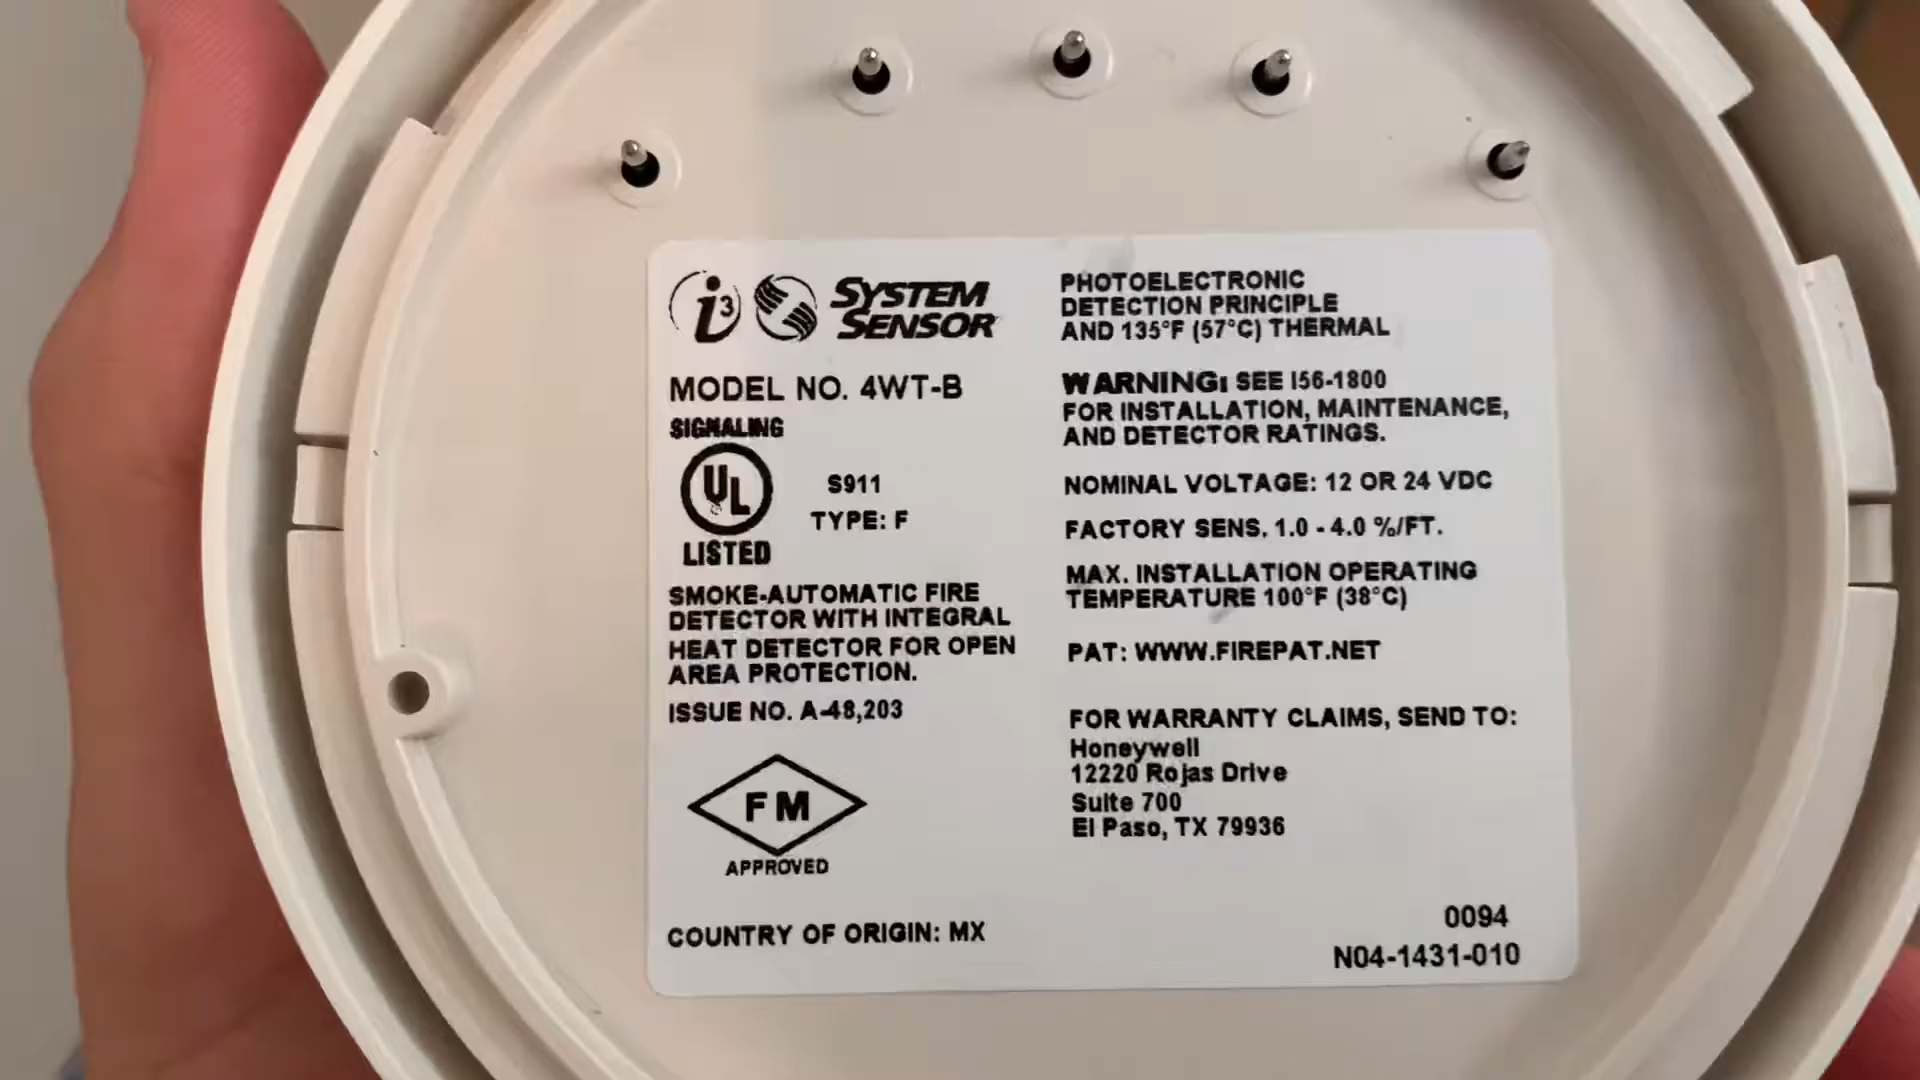 i3 SYSTEM
SENSOR
MODEL NO. 4WT-B
SIGNALING
UL
S911
TYPE: F
LISTED
SMOKE-AUTOMATIC FIRE
DETECTOR WITH INTEGRAL
HEAT DETECTOR FOR OPEN
AREA PROTECTION.
ISSUE NO. A-48,203
FM
APPROVED
COUNTRY OF ORIGIN: MX
PHOTOELECTRONIC
DETECTION PRINCIPLE
AND 135°F (57°C) THERMAL
WARNING: SEE I56-1800
FOR INSTALLATION, MAINTENANCE,
AND DETECTOR RATINGS.
NOMINAL VOLTAGE: 12 OR 24 VDC
FACTORY SENS. 1.0 - 4.0 %/FT.
MAX. INSTALLATION OPERATING
TEMPERATURE 100°F (38°C)
PAT: WWW.FIREPAT.NET
FOR WARRANTY CLAIMS, SEND TO:
Honeywell
12220 Rojas Drive
Suite 700
El Paso, TX 79936
0094
N04-1431-010